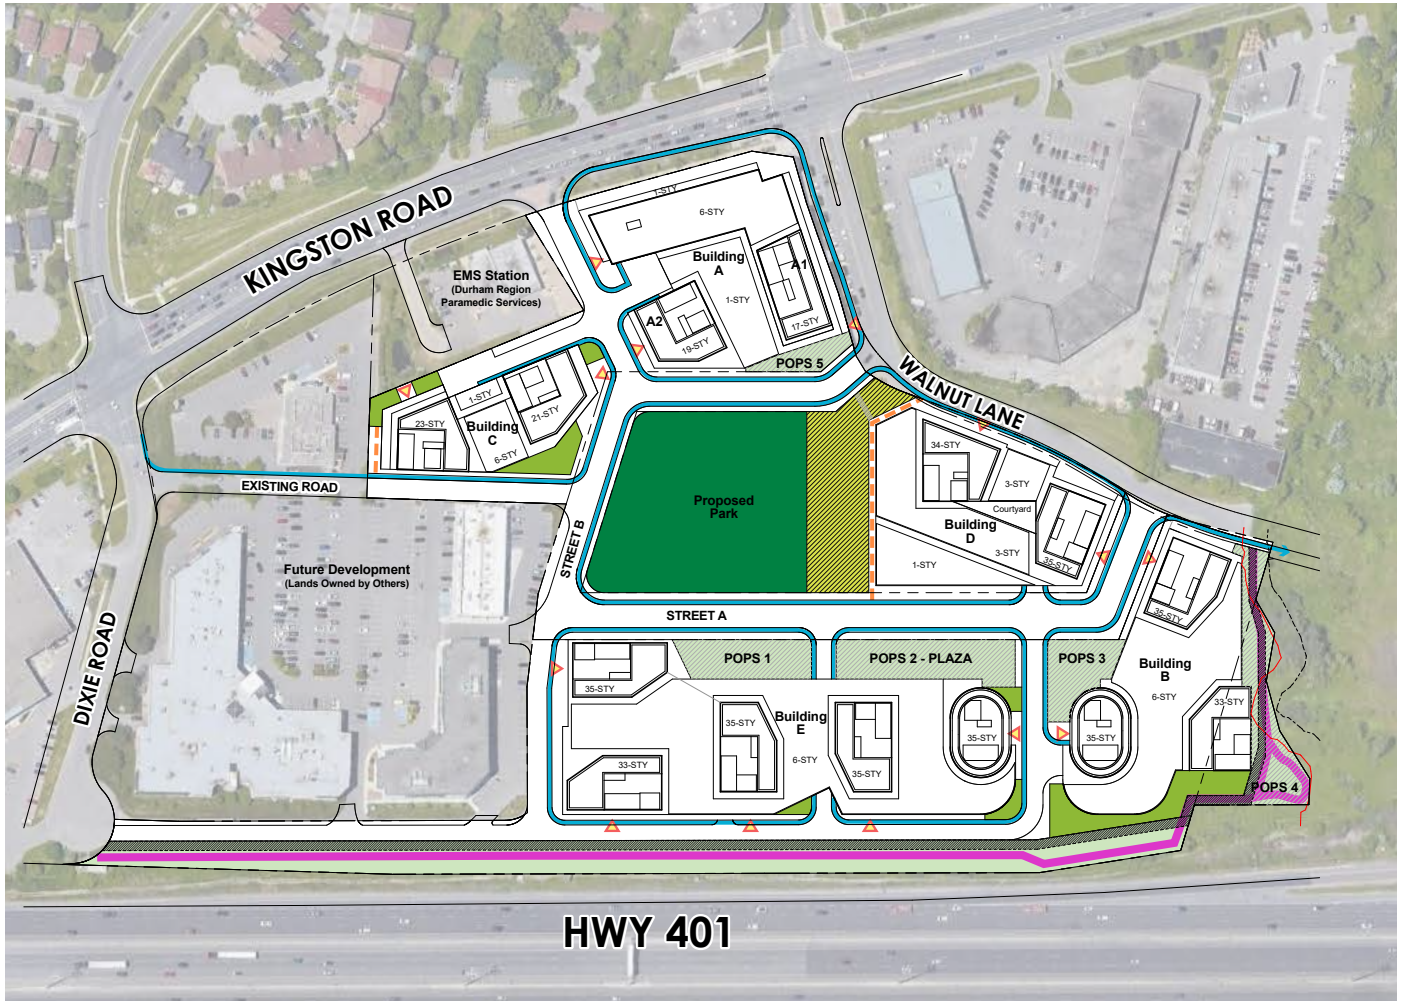 KINGSTON ROAD
1-STY
6-STY
Building
A
A1
EMS Station
(Durham Region
Paramedic Services)
1-STY
A2
17-STY
19-STY
POPS 5
WALNUT LANE
1-STY
21-STY
23-STY
Building
C
6-STY
34-STY
EXISTING ROAD
3-STY
Proposed
Park
Courtyard
Building
D
STREET B
3-STY
35-STY
1-STY
Future Development
(Lands Owned by Others)
STREET A
35-STY
DIXIE ROAD
POPS 1
POPS 2 - PLAZA
POPS 3
Building
B
35-STY
6-STY
33-STY
35-STY
Building
E
35-STY
35-STY
6-STY
33-STY
35-STY
POPS 4
HWY 401